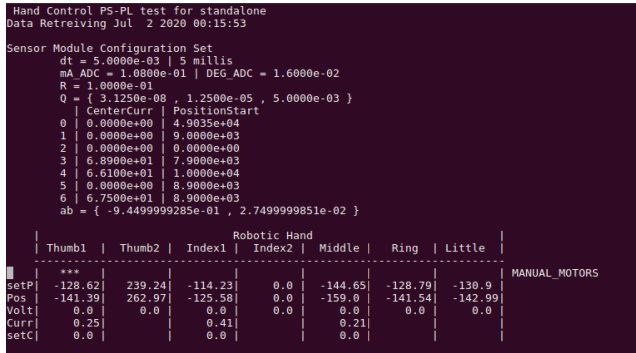 Hand Control PS-PL test for standalone
Data Retreiving Jul  2 2020 00:15:53
Sensor Module Configuration Set
dt = 5.0000e-03 | 5 millis
mA_ADC = 1.0800e-01 | DEG_ADC = 1.6000e-02
R = 1.0000e-01
Q = { 3.1250e-08 , 1.2500e-05 , 5.0000e-03 }
| CenterCurr | PositionStart
0 | 0.0000e+00 | 4.9035e+04
1 | 0.0000e+00 | 9.0000e+03
2 | 0.0000e+00 | 0.0000e+00
3 | 6.8900e+01 | 7.9000e+03
4 | 6.6100e+01 | 1.0000e+04
5 | 0.0000e+00 | 8.9000e+03
6 | 6.7500e+01 | 8.9000e+03
ab = { -9.4499999285e-01 , 2.7499999851e-02 }
| Robotic Hand |
| Thumb1 | Thumb2 | Index1 | Index2 | Middle | Ring | Little |
------------------------------------------------------------------------
| *** | | | | | | | MANUAL_MOTORS
setP| -128.62| 239.24| -114.23| 0.0 | -144.65| -128.79| -130.9 |
Pos | -141.39| 262.97| -125.58| 0.0 | -159.0 | -141.54| -142.99|
Volt| 0.0 | 0.0 | 0.0 | 0.0 | 0.0 | 0.0 | 0.0 |
Curr| 0.25| | 0.41| | 0.21| | |
setC| 0.0 | | 0.0 | | 0.0 | | |